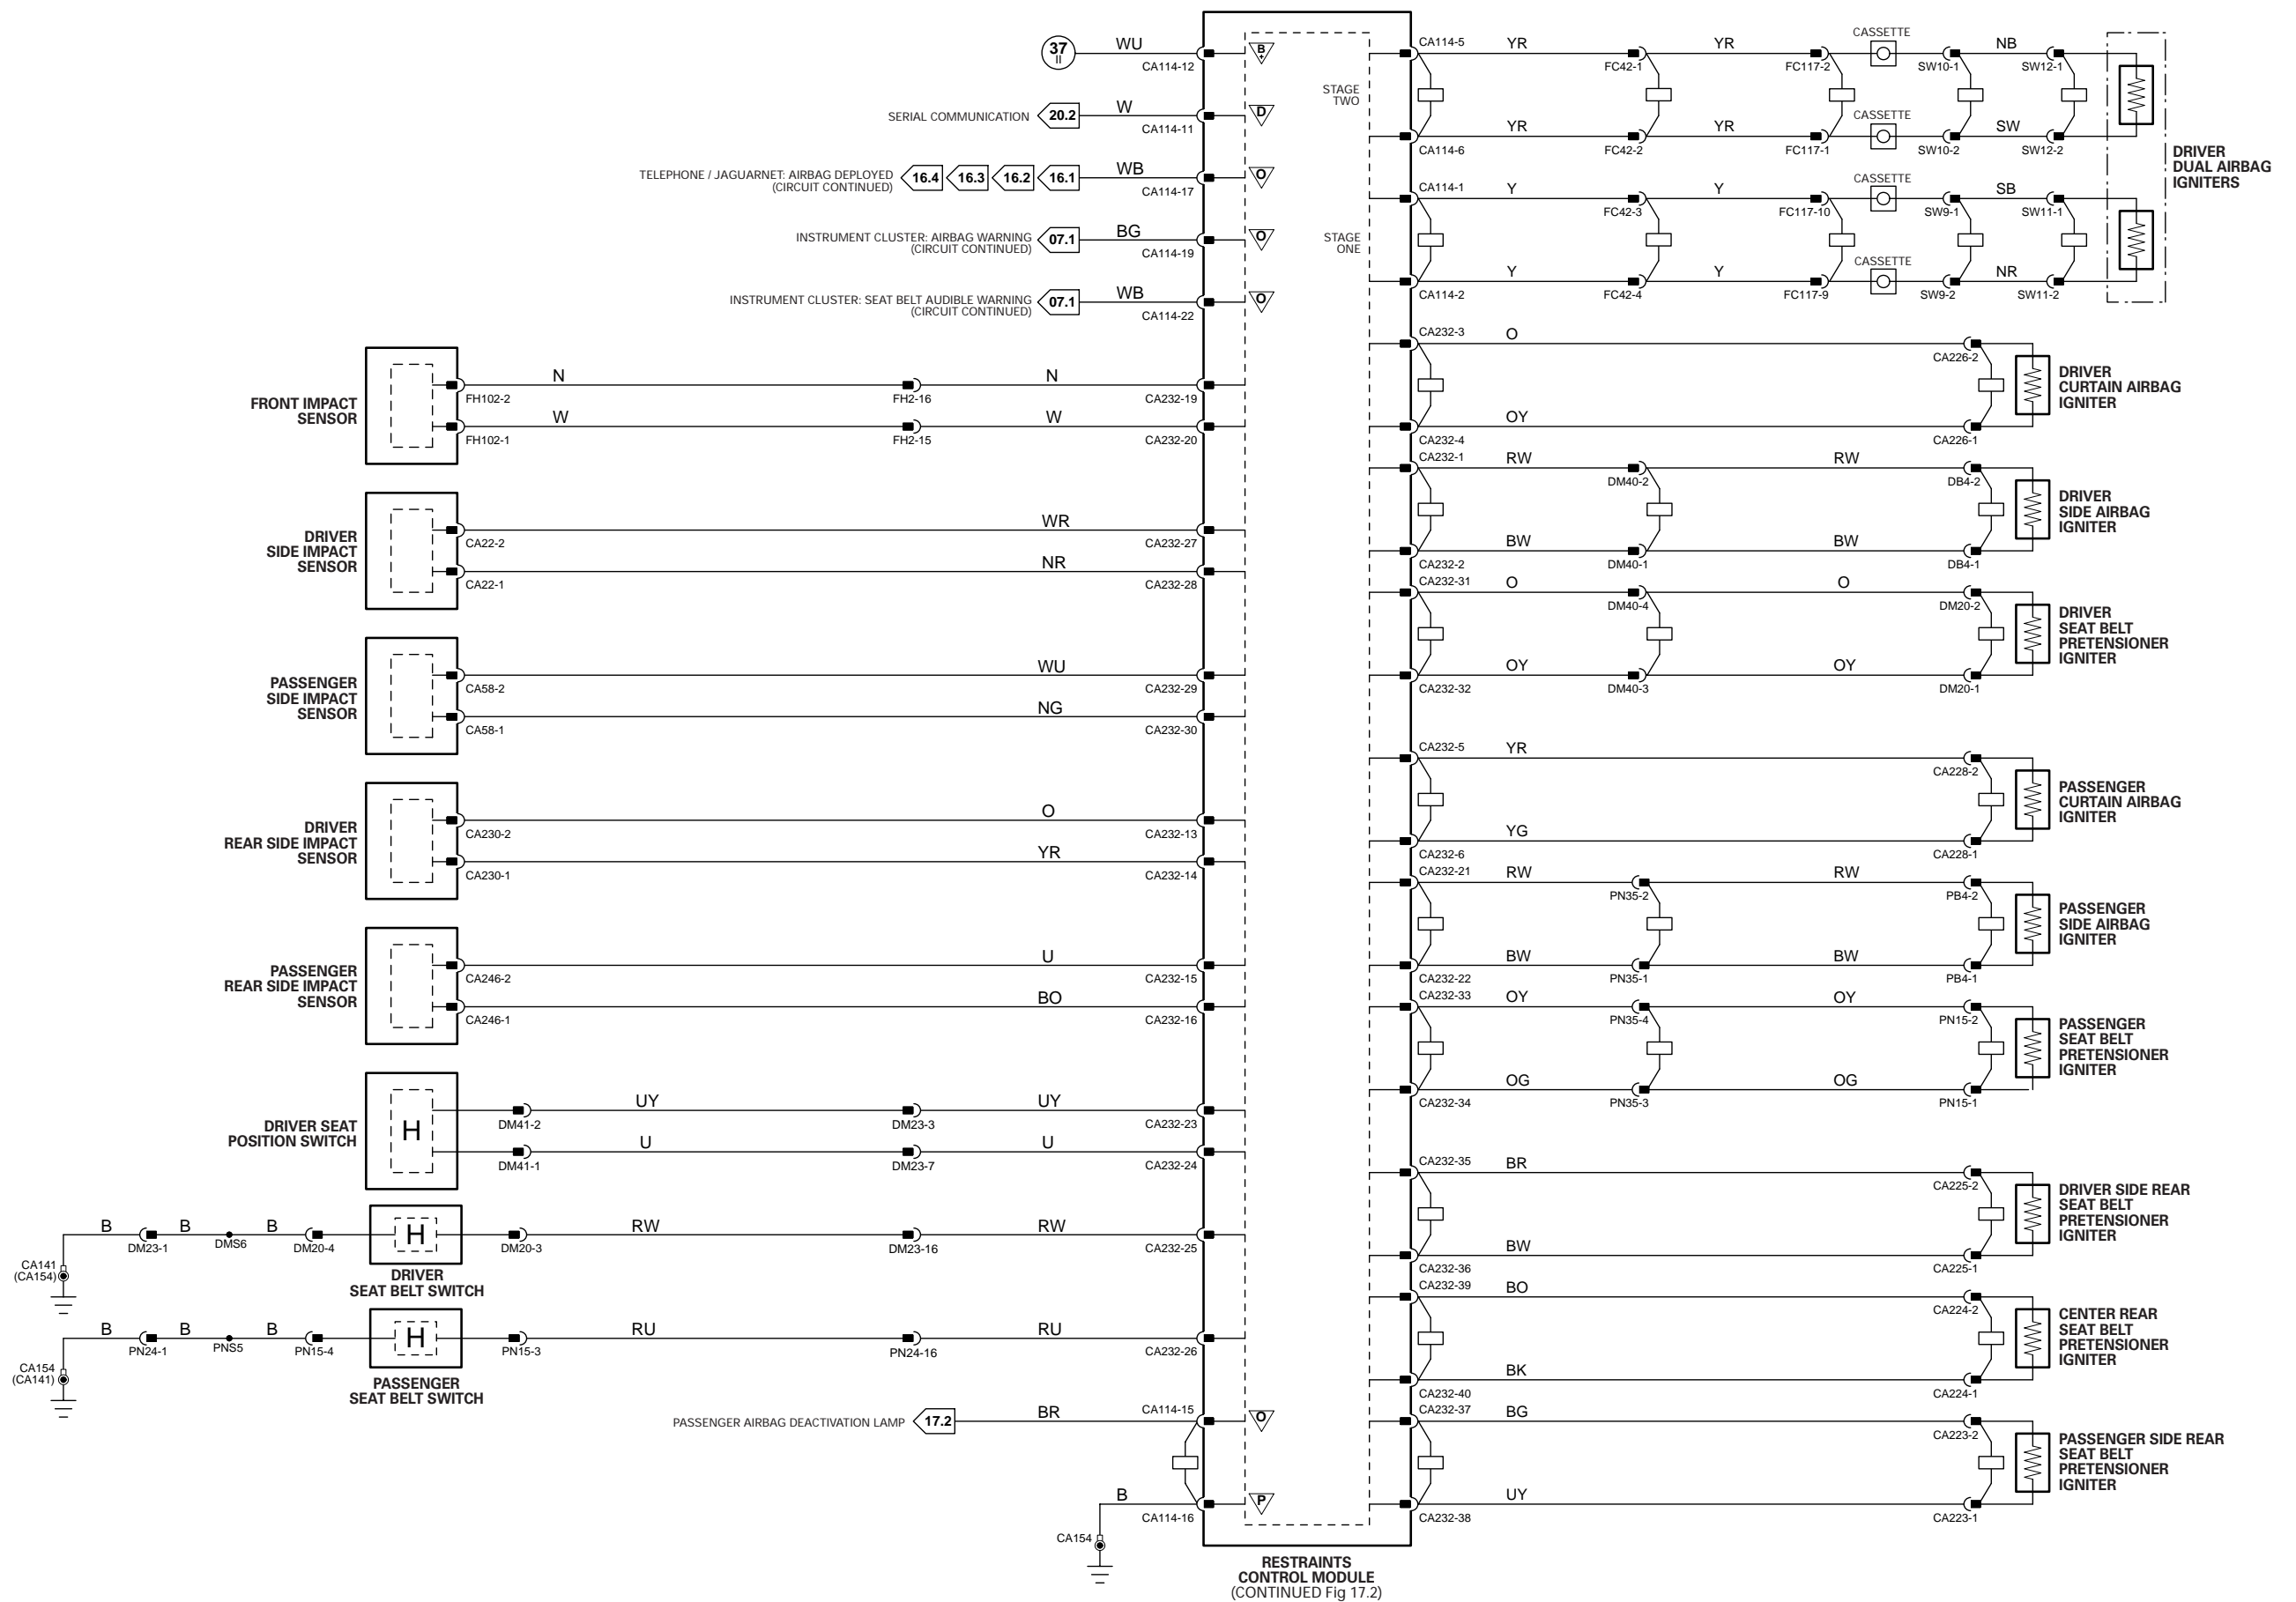 37
II
WU
CA114-12
B
+
SERIAL COMMUNICATION
20.2
W
CA114-11
D
TELEPHONE / JAGUARNET: AIRBAG DEPLOYED
(CIRCUIT CONTINUED)
16.4
16.3
16.2
16.1
WB
CA114-17
O
INSTRUMENT CLUSTER: AIRBAG WARNING
(CIRCUIT CONTINUED)
07.1
BG
CA114-19
O
INSTRUMENT CLUSTER: SEAT BELT AUDIBLE WARNING
(CIRCUIT CONTINUED)
07.1
WB
CA114-22
O
FRONT IMPACT
SENSOR
N
N
FH102-2
FH2-16
CA232-19
W
W
FH102-1
FH2-15
CA232-20
DRIVER
SIDE IMPACT
SENSOR
WR
CA22-2
CA232-27
NR
CA22-1
CA232-28
PASSENGER
SIDE IMPACT
SENSOR
WU
CA58-2
CA232-29
NG
CA58-1
CA232-30
DRIVER
REAR SIDE IMPACT
SENSOR
O
CA230-2
CA232-13
YR
CA230-1
CA232-14
PASSENGER
REAR SIDE IMPACT
SENSOR
U
CA246-2
CA232-15
BO
CA246-1
CA232-16
DRIVER SEAT
POSITION SWITCH
H
UY
UY
DM41-2
DM23-3
CA232-23
U
U
DM41-1
DM23-7
CA232-24
B
B
B
H
RW
RW
DM23-1
DMS6
DM20-4
DM20-3
DM23-16
CA232-25
CA141
(CA154)
DRIVER
SEAT BELT SWITCH
B
B
B
H
RU
RU
PN24-1
PNS5
PN15-4
PN15-3
PN24-16
CA232-26
CA154
(CA141)
PASSENGER
SEAT BELT SWITCH
PASSENGER AIRBAG DEACTIVATION LAMP
17.2
BR
CA114-15
O
B
CA114-16
P
CA154
RESTRAINTS
CONTROL MODULE
(CONTINUED Fig 17.2)
STAGE
TWO
CA114-5
YR
FC42-1
YR
FC117-2
CASSETTE
SW10-1
NB
SW12-1
CA114-6
YR
FC42-2
YR
FC117-1
CASSETTE
SW10-2
SW
SW12-2
DRIVER
DUAL AIRBAG
IGNITERS
STAGE
ONE
CA114-1
Y
FC42-3
Y
FC117-10
CASSETTE
SW9-1
SB
SW11-1
CA114-2
Y
FC42-4
Y
FC117-9
CASSETTE
SW9-2
NR
SW11-2
CA232-3
O
CA226-2
CA232-4
OY
CA226-1
DRIVER
CURTAIN AIRBAG
IGNITER
CA232-1
RW
DM40-2
RW
DB4-2
CA232-2
BW
DM40-1
BW
DB4-1
DRIVER
SIDE AIRBAG
IGNITER
CA232-31
O
DM40-4
O
DM20-2
CA232-32
OY
DM40-3
OY
DM20-1
DRIVER
SEAT BELT
PRETENSIONER
IGNITER
CA232-5
YR
CA228-2
CA232-6
YG
CA228-1
PASSENGER
CURTAIN AIRBAG
IGNITER
CA232-21
RW
PN35-2
RW
PB4-2
CA232-22
BW
PN35-1
BW
PB4-1
PASSENGER
SIDE AIRBAG
IGNITER
CA232-33
OY
PN35-4
OY
PN15-2
CA232-34
OG
PN35-3
OG
PN15-1
PASSENGER
SEAT BELT
PRETENSIONER
IGNITER
CA232-35
BR
CA225-2
CA232-36
BW
CA225-1
DRIVER SIDE REAR
SEAT BELT
PRETENSIONER
IGNITER
CA232-39
BO
CA224-2
CA232-40
BK
CA224-1
CENTER REAR
SEAT BELT
PRETENSIONER
IGNITER
CA232-37
BG
CA223-2
CA232-38
UY
CA223-1
PASSENGER SIDE REAR
SEAT BELT
PRETENSIONER
IGNITER